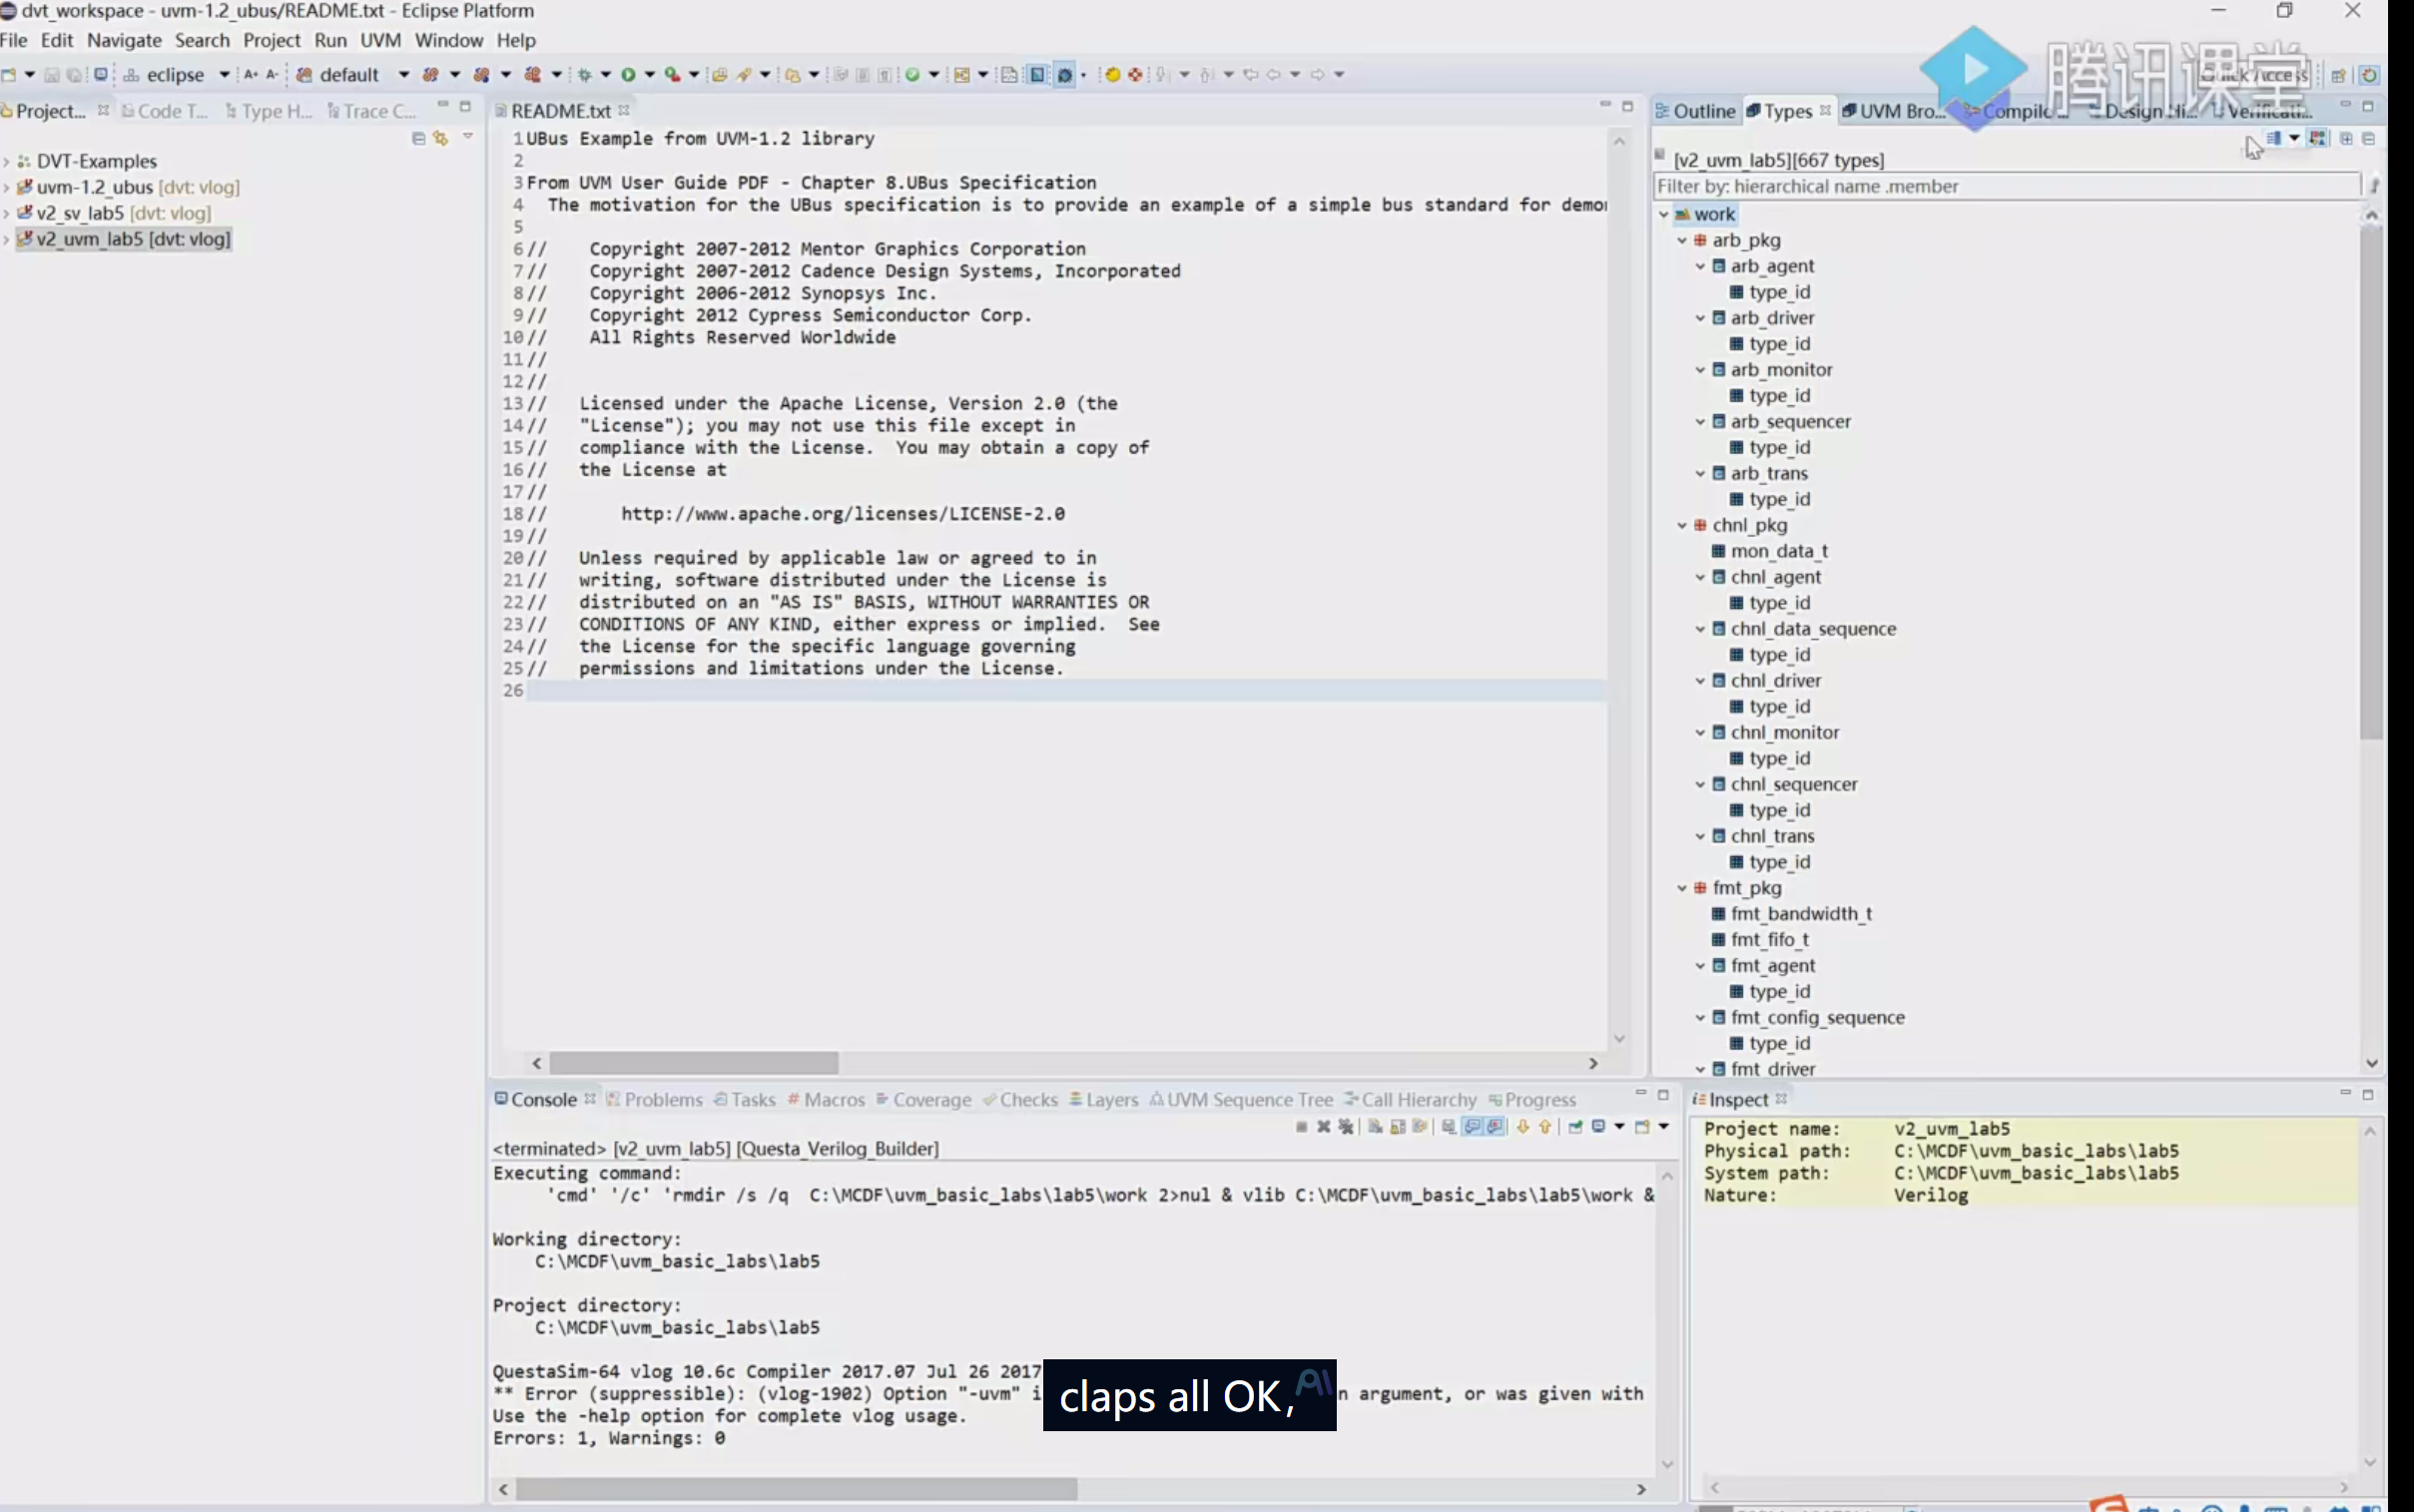 dvt_workspace - uvm-1.2_ubus/README.txt - Eclipse Platform
File Edit Navigate Search Project Run UVM Window Help
eclipse A+ A- default
腾讯课堂
Quick Access
Project... Code T... Type H... Trace C...
DVT-Examples
uvm-1.2_ubus [dvt: vlog]
v2_sv_lab5 [dvt: vlog]
v2_uvm_lab5 [dvt: vlog]
README.txt
1 UBus Example from UVM-1.2 library
2
3 From UVM User Guide PDF - Chapter 8.UBus Specification
4 The motivation for the UBus specification is to provide an example of a simple bus standard for demo
5
6 // Copyright 2007-2012 Mentor Graphics Corporation
7 // Copyright 2007-2012 Cadence Design Systems, Incorporated
8 // Copyright 2006-2012 Synopsys Inc.
9 // Copyright 2012 Cypress Semiconductor Corp.
10 // All Rights Reserved Worldwide
11 //
12 //
13 // Licensed under the Apache License, Version 2.0 (the
14 // "License"); you may not use this file except in
15 // compliance with the License. You may obtain a copy of
16 // the License at
17 //
18 // http://www.apache.org/licenses/LICENSE-2.0
19 //
20 // Unless required by applicable law or agreed to in
21 // writing, software distributed under the License is
22 // distributed on an "AS IS" BASIS, WITHOUT WARRANTIES OR
23 // CONDITIONS OF ANY KIND, either express or implied. See
24 // the License for the specific language governing
25 // permissions and limitations under the License.
26
Outline Types UVM Bro... Compile... Design Hi... Verificati...
[v2_uvm_lab5][667 types]
Filter by: hierarchical name .member
work
arb_pkg
arb_agent
type_id
arb_driver
type_id
arb_monitor
type_id
arb_sequencer
type_id
arb_trans
type_id
chnl_pkg
mon_data_t
chnl_agent
type_id
chnl_data_sequence
type_id
chnl_driver
type_id
chnl_monitor
type_id
chnl_sequencer
type_id
chnl_trans
type_id
fmt_pkg
fmt_bandwidth_t
fmt_fifo_t
fmt_agent
type_id
fmt_config_sequence
type_id
fmt_driver
Console Problems Tasks Macros Coverage Checks Layers UVM Sequence Tree Call Hierarchy Progress
<terminated> [v2_uvm_lab5] [Questa_Verilog_Builder]
Executing command:
'cmd' '/c' 'rmdir /s /q C:\MCDF\uvm_basic_labs\lab5\work 2>nul & vlib C:\MCDF\uvm_basic_labs\lab5\work &
Working directory:
C:\MCDF\uvm_basic_labs\lab5
Project directory:
C:\MCDF\uvm_basic_labs\lab5
QuestaSim-64 vlog 10.6c Compiler 2017.07 Jul 26 2017
** Error (suppressible): (vlog-1902) Option "-uvm" i n argument, or was given with
Use the -help option for complete vlog usage.
Errors: 1, Warnings: 0
claps all OK, AI
Inspect
Project name: v2_uvm_lab5
Physical path: C:\MCDF\uvm_basic_labs\lab5
System path: C:\MCDF\uvm_basic_labs\lab5
Nature: Verilog